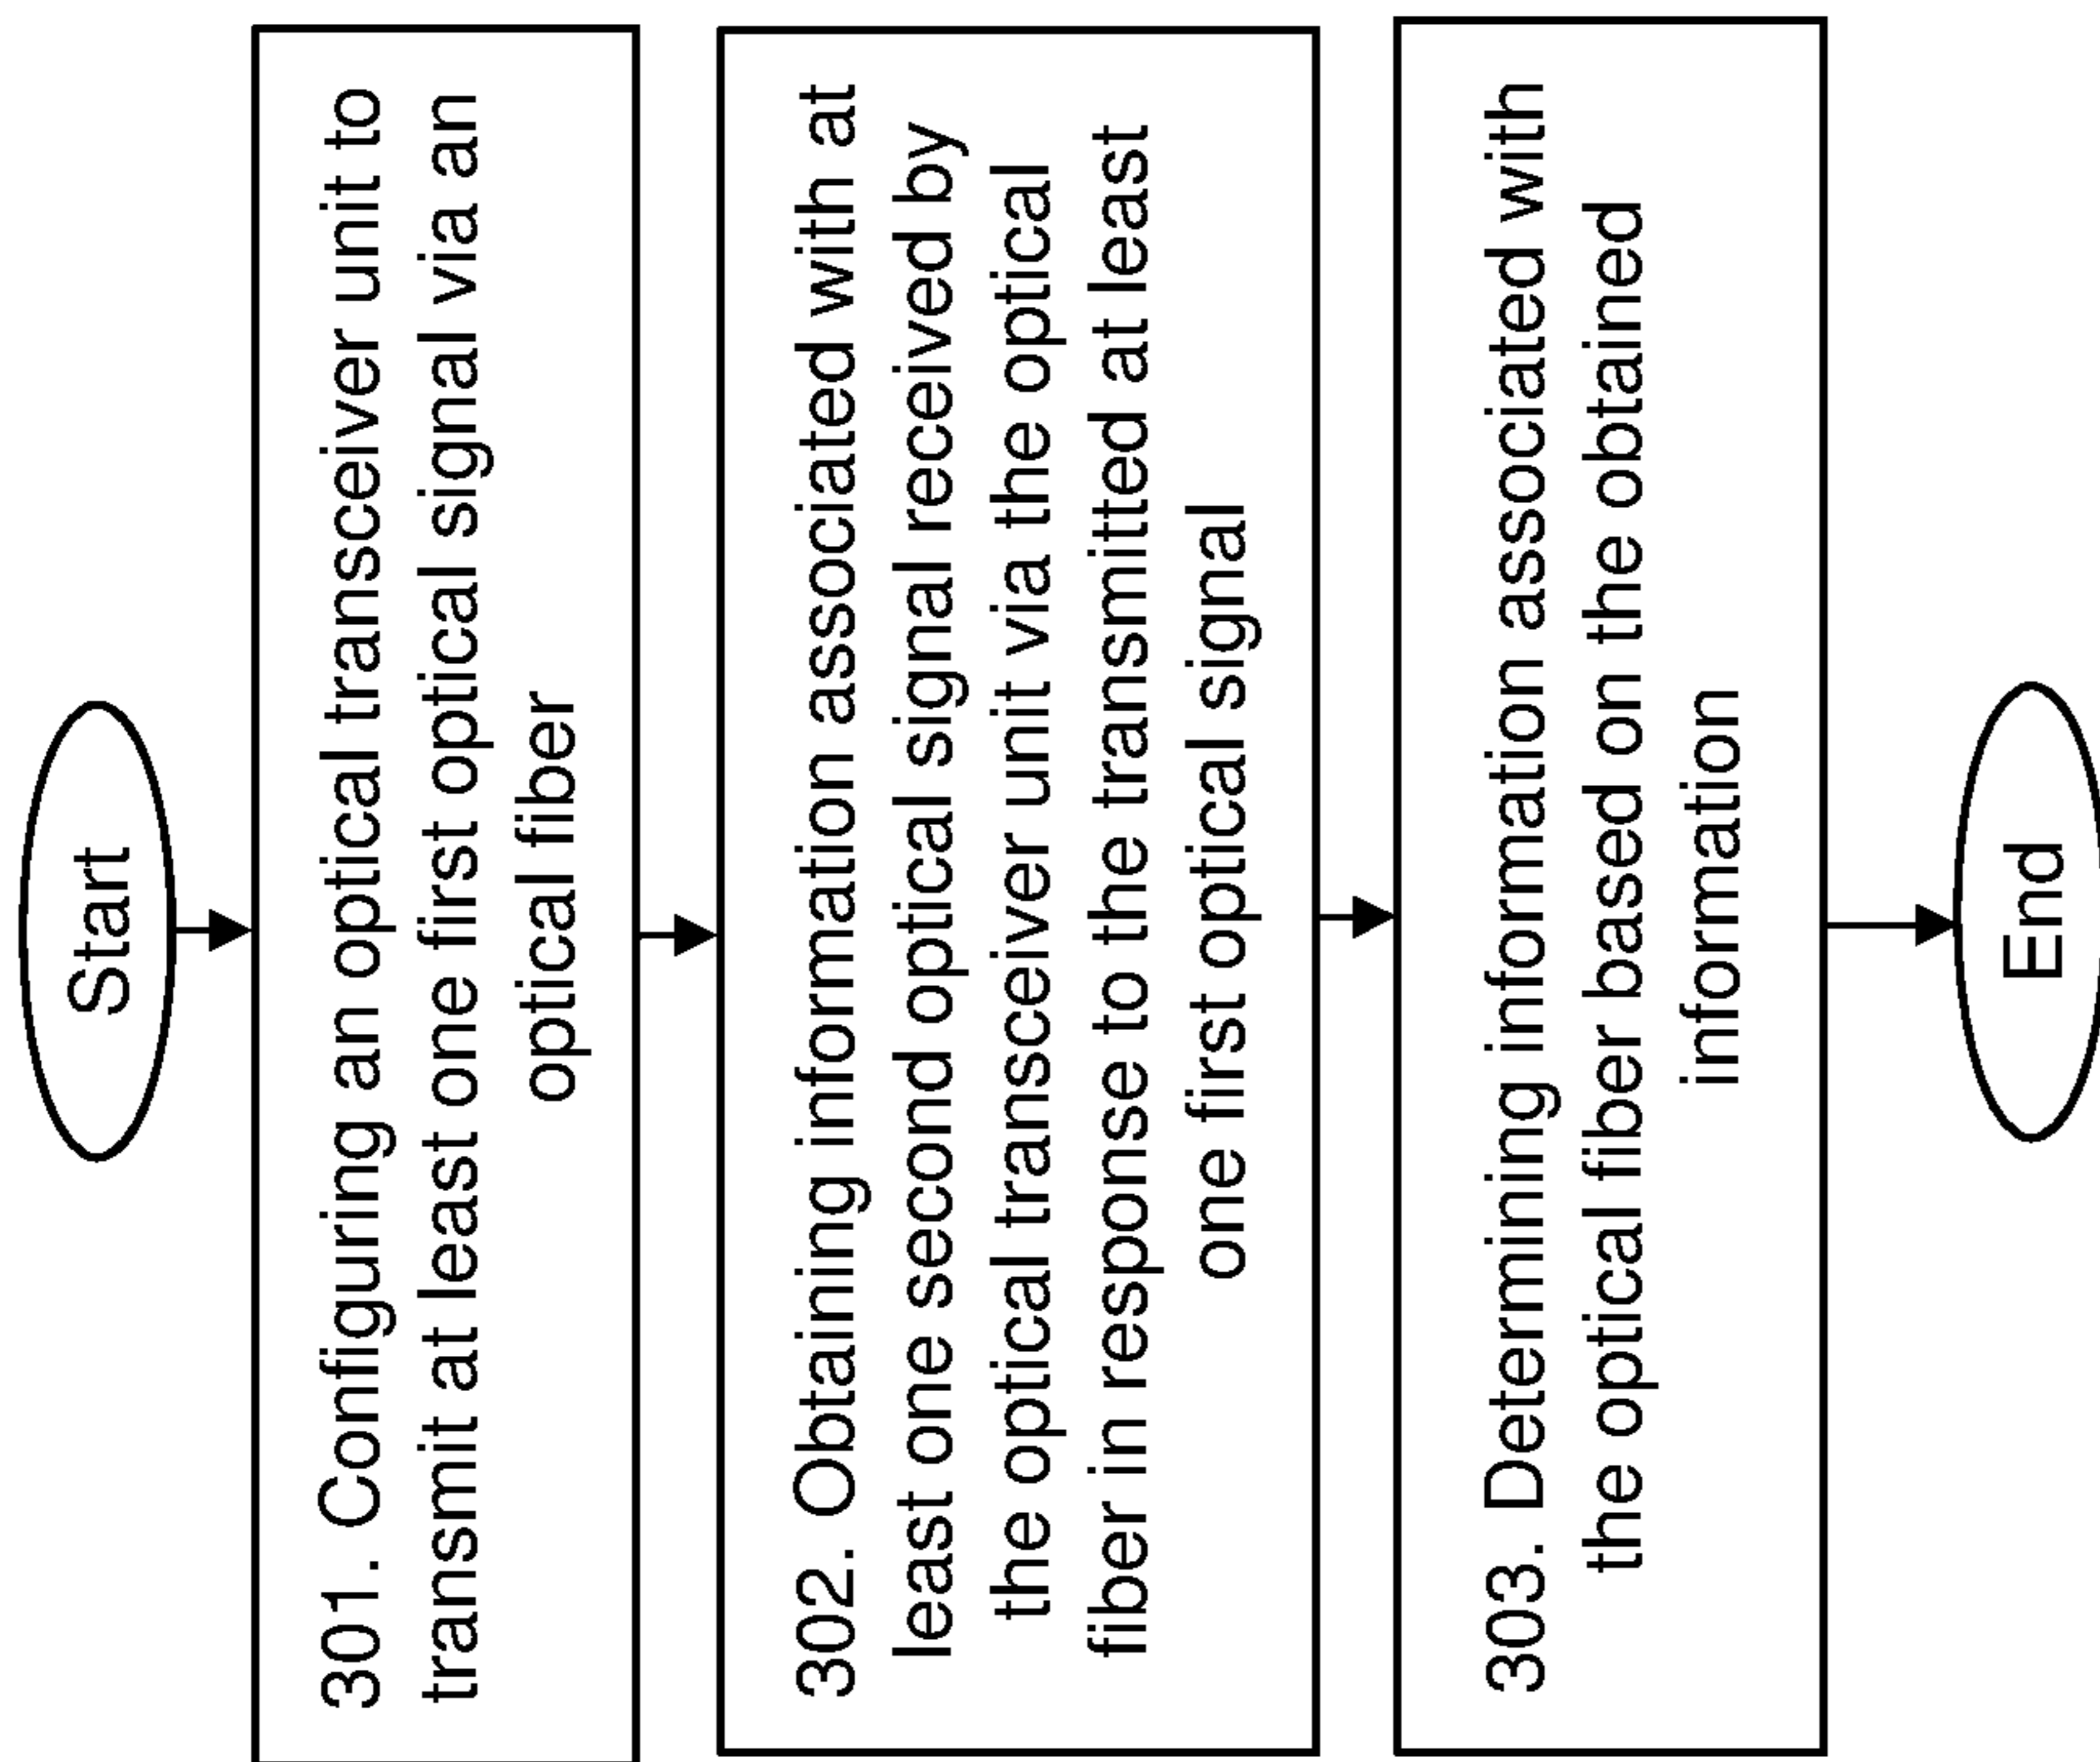 Start
301. Configuring an optical transceiver unit to
transmit at least one first optical signal via an
optical fiber
302. Obtaining information associated with at
least one second optical signal received by
the optical transceiver unit via the optical
fiber in response to the transmitted at least
one first optical signal
303. Determining information associated with
the optical fiber based on the obtained
information
End